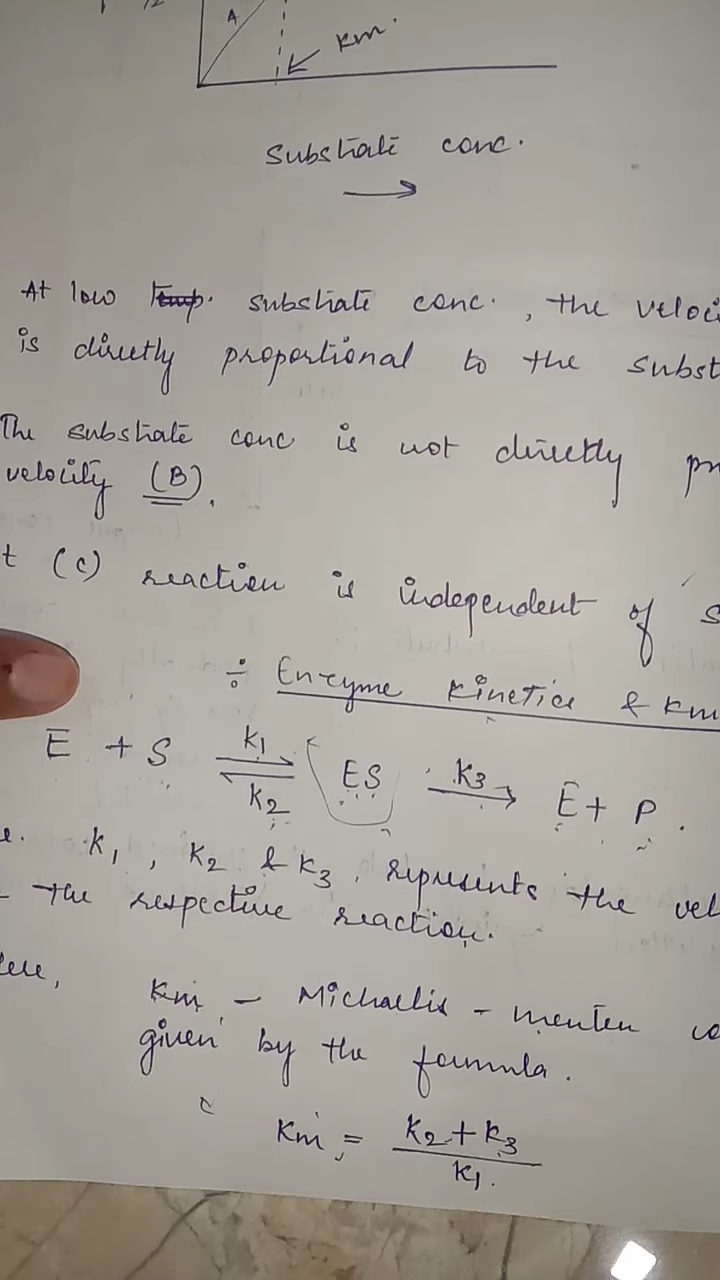 A
Km.
Substrate conc.
At low Temp. substrate conc., the veloci
is directly proportional to the subst
The substrate conc is not directly pr
velocity (B).
t (c) reaction is independent of s
÷ Enzyme kinetics & Km
E + S k1 k2 ES k3 E + P.
e. k1, k2 & k3, represents the vel
the respective reaction.
Km - Michaelis - menten co
given by the formula.
Km = k2 + k3
k1.